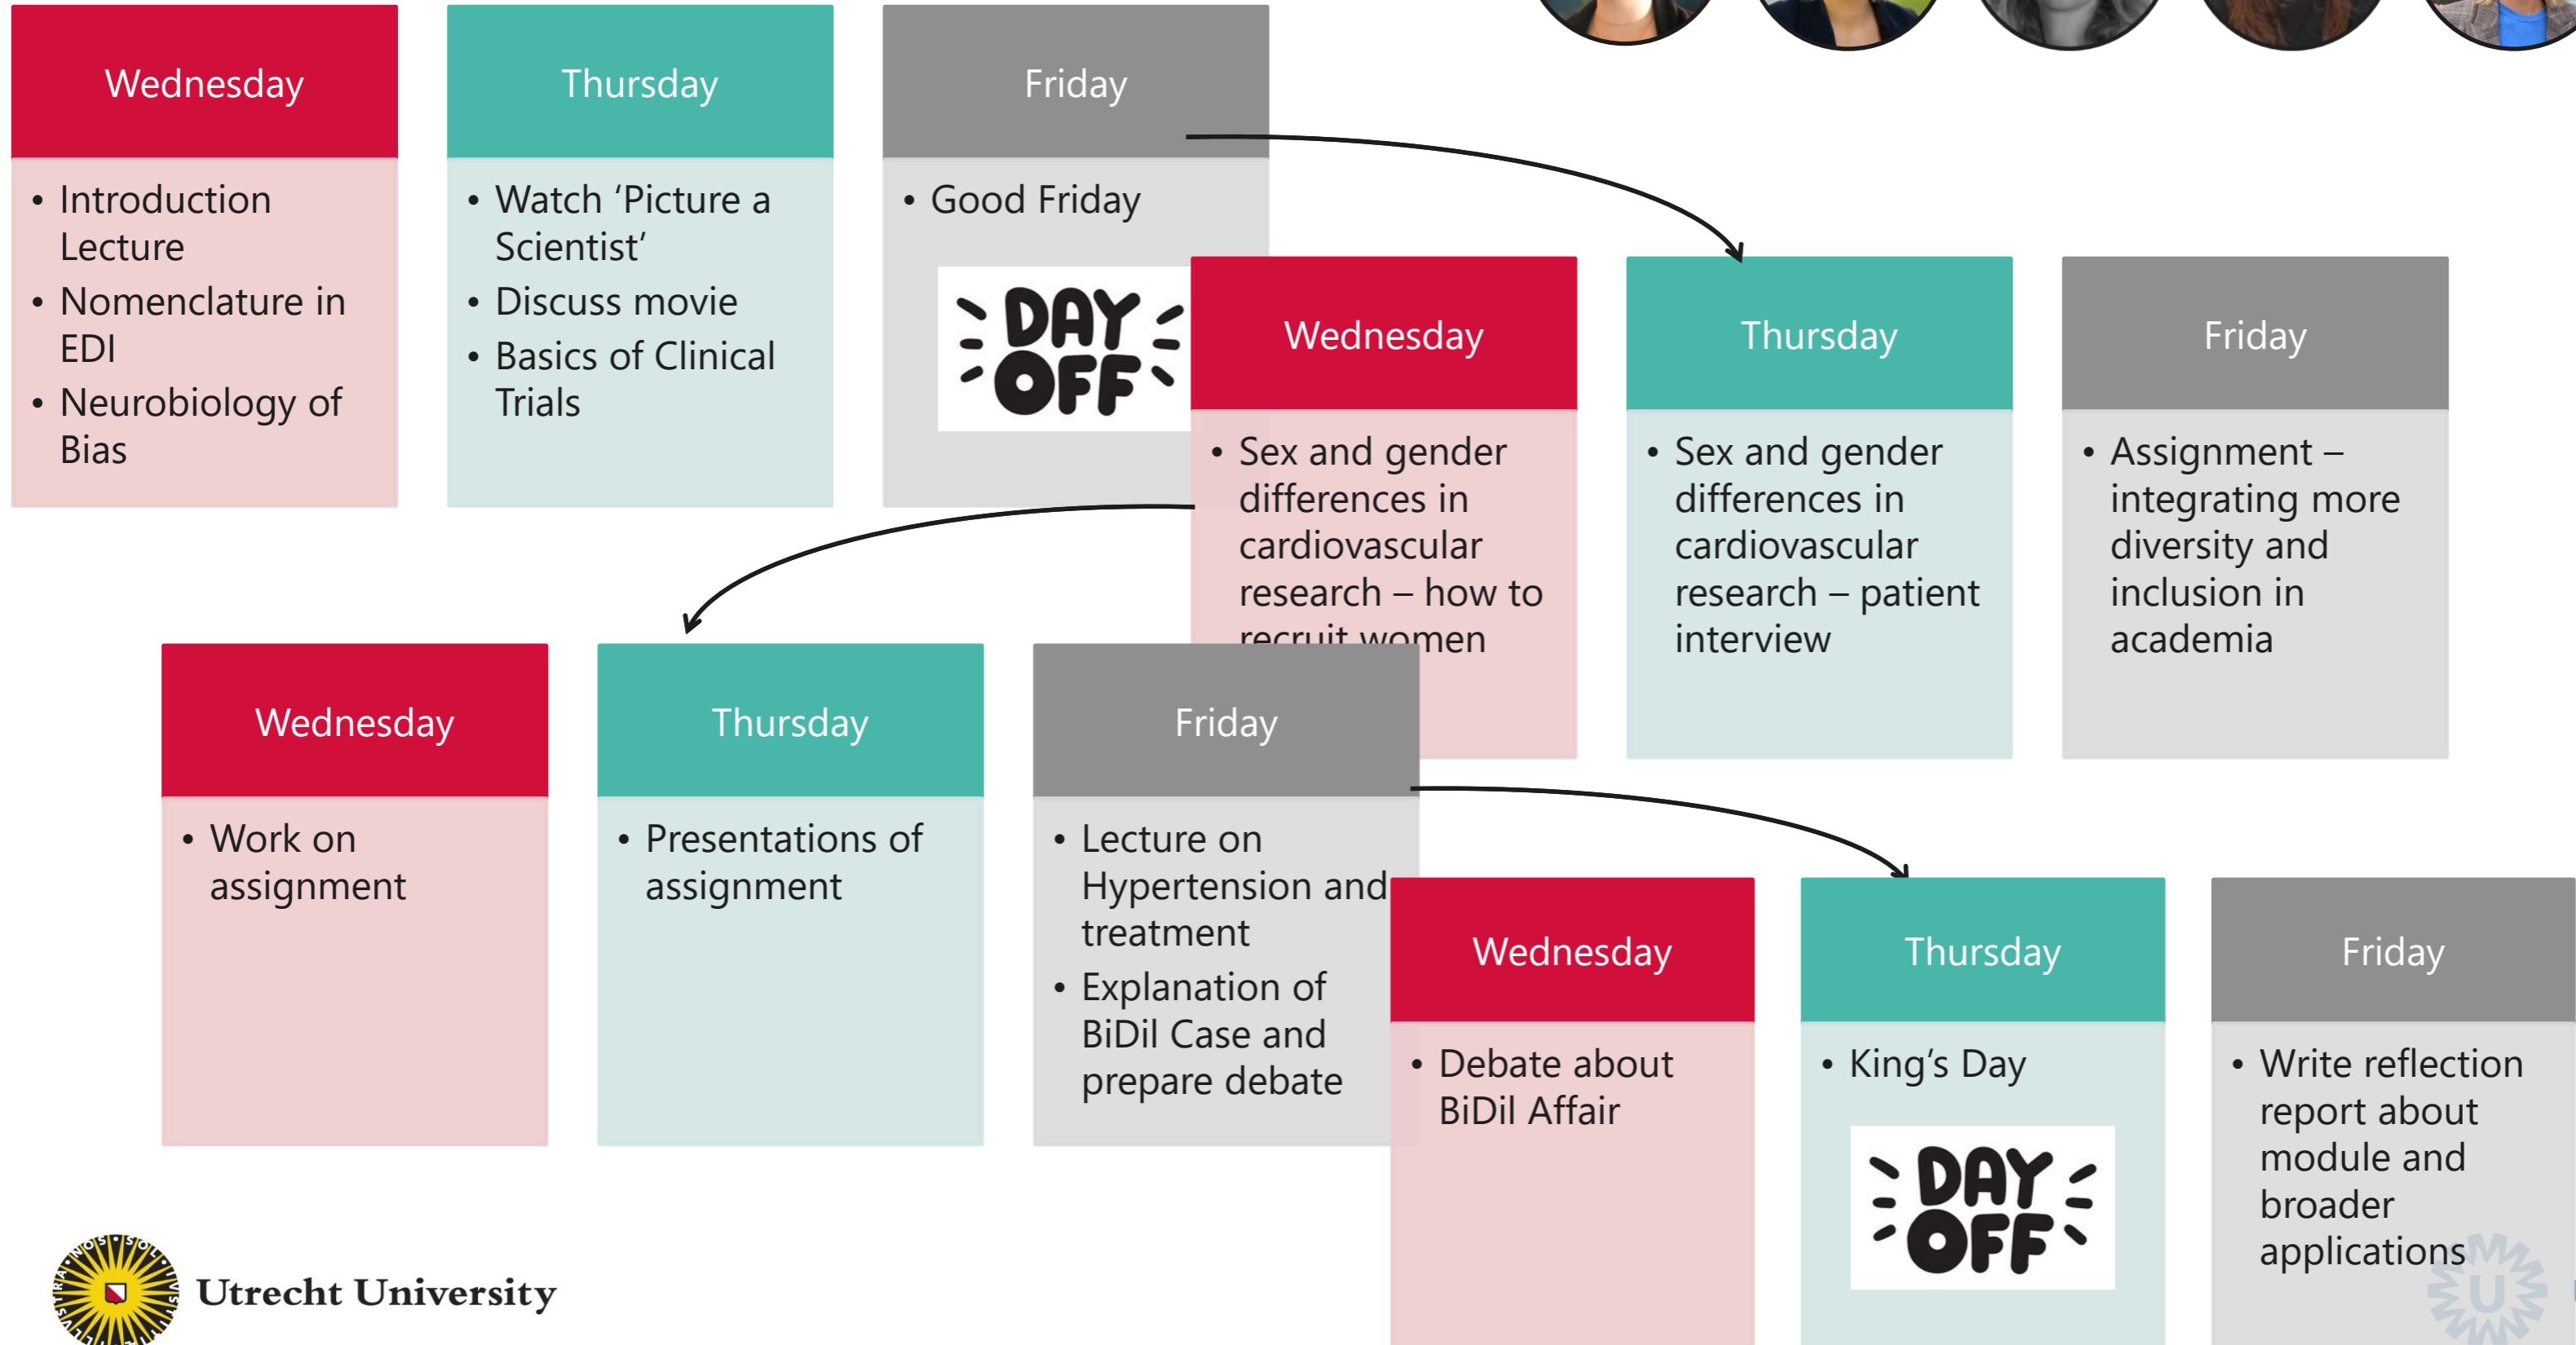 Wednesday
• Introduction
Lecture
• Nomenclature in
EDI
• Neurobiology of
Bias
Thursday
• Watch ‘Picture a
Scientist’
• Discuss movie
• Basics of Clinical
Trials
Friday
• Good Friday
DAY
OFF
Wednesday
• Sex and gender
differences in
cardiovascular
research – how to
recruit women
Thursday
• Sex and gender
differences in
cardiovascular
research – patient
interview
Friday
• Assignment –
integrating more
diversity and
inclusion in
academia
Wednesday
• Work on
assignment
Thursday
• Presentations of
assignment
Friday
• Lecture on
Hypertension and
treatment
• Explanation of
BiDil Case and
prepare debate
Wednesday
• Debate about
BiDil Affair
Thursday
• King’s Day
DAY
OFF
Friday
• Write reflection
report about
module and
broader
applications
Utrecht University
U